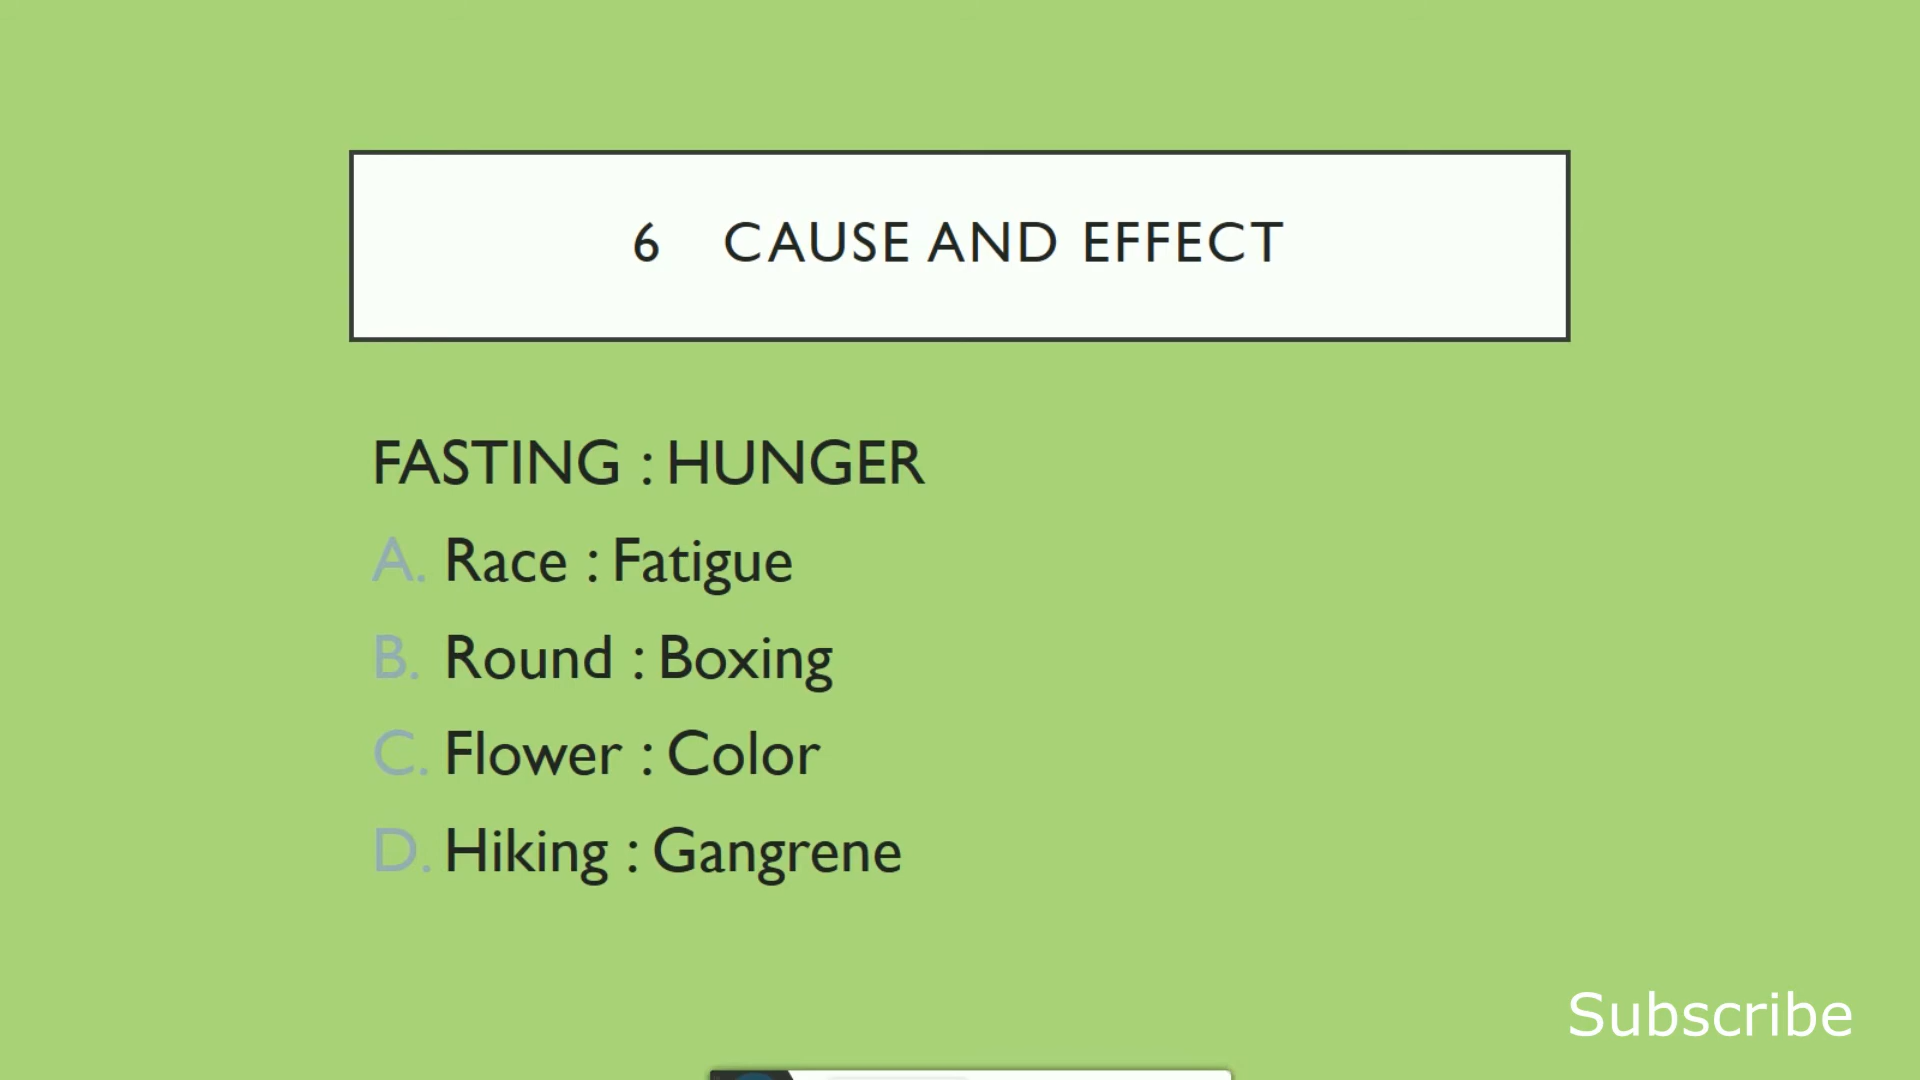 6 CAUSE AND EFFECT
FASTING : HUNGER
A. Race : Fatigue
B. Round : Boxing
C. Flower : Color
D. Hiking : Gangrene
Subscribe